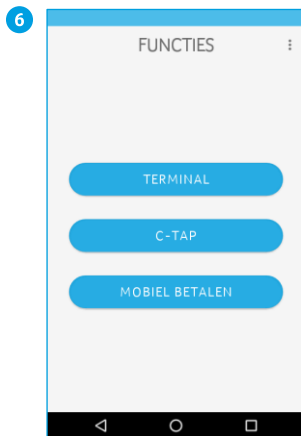 6
FUNCTIES
TERMINAL
C-TAP
MOBIEL BETALEN